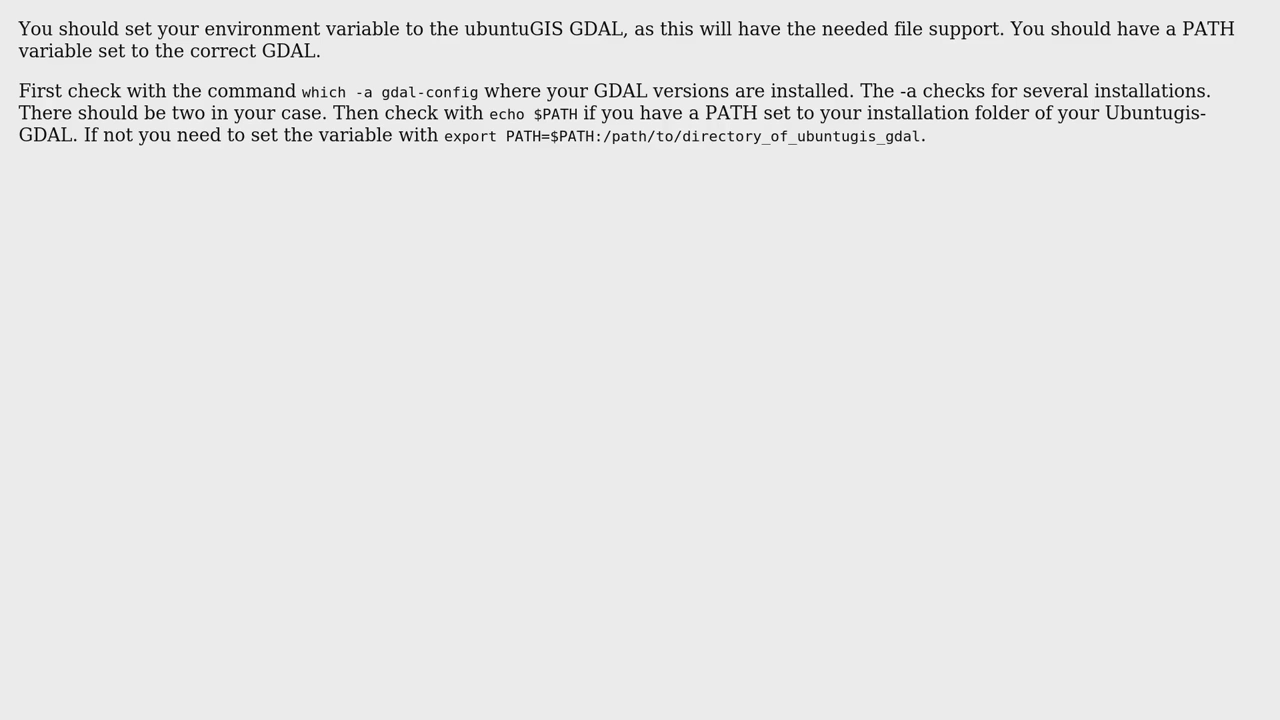 You should set your environment variable to the ubuntuGIS GDAL, as this will have the needed file support. You should have a PATH
variable set to the correct GDAL.
First check with the command which -a gdal-config where your GDAL versions are installed. The -a checks for several installations.
There should be two in your case. Then check with echo $PATH if you have a PATH set to your installation folder of your Ubuntugis-
GDAL. If not you need to set the variable with export PATH=$PATH:/path/to/directory_of_ubuntugis_gdal.